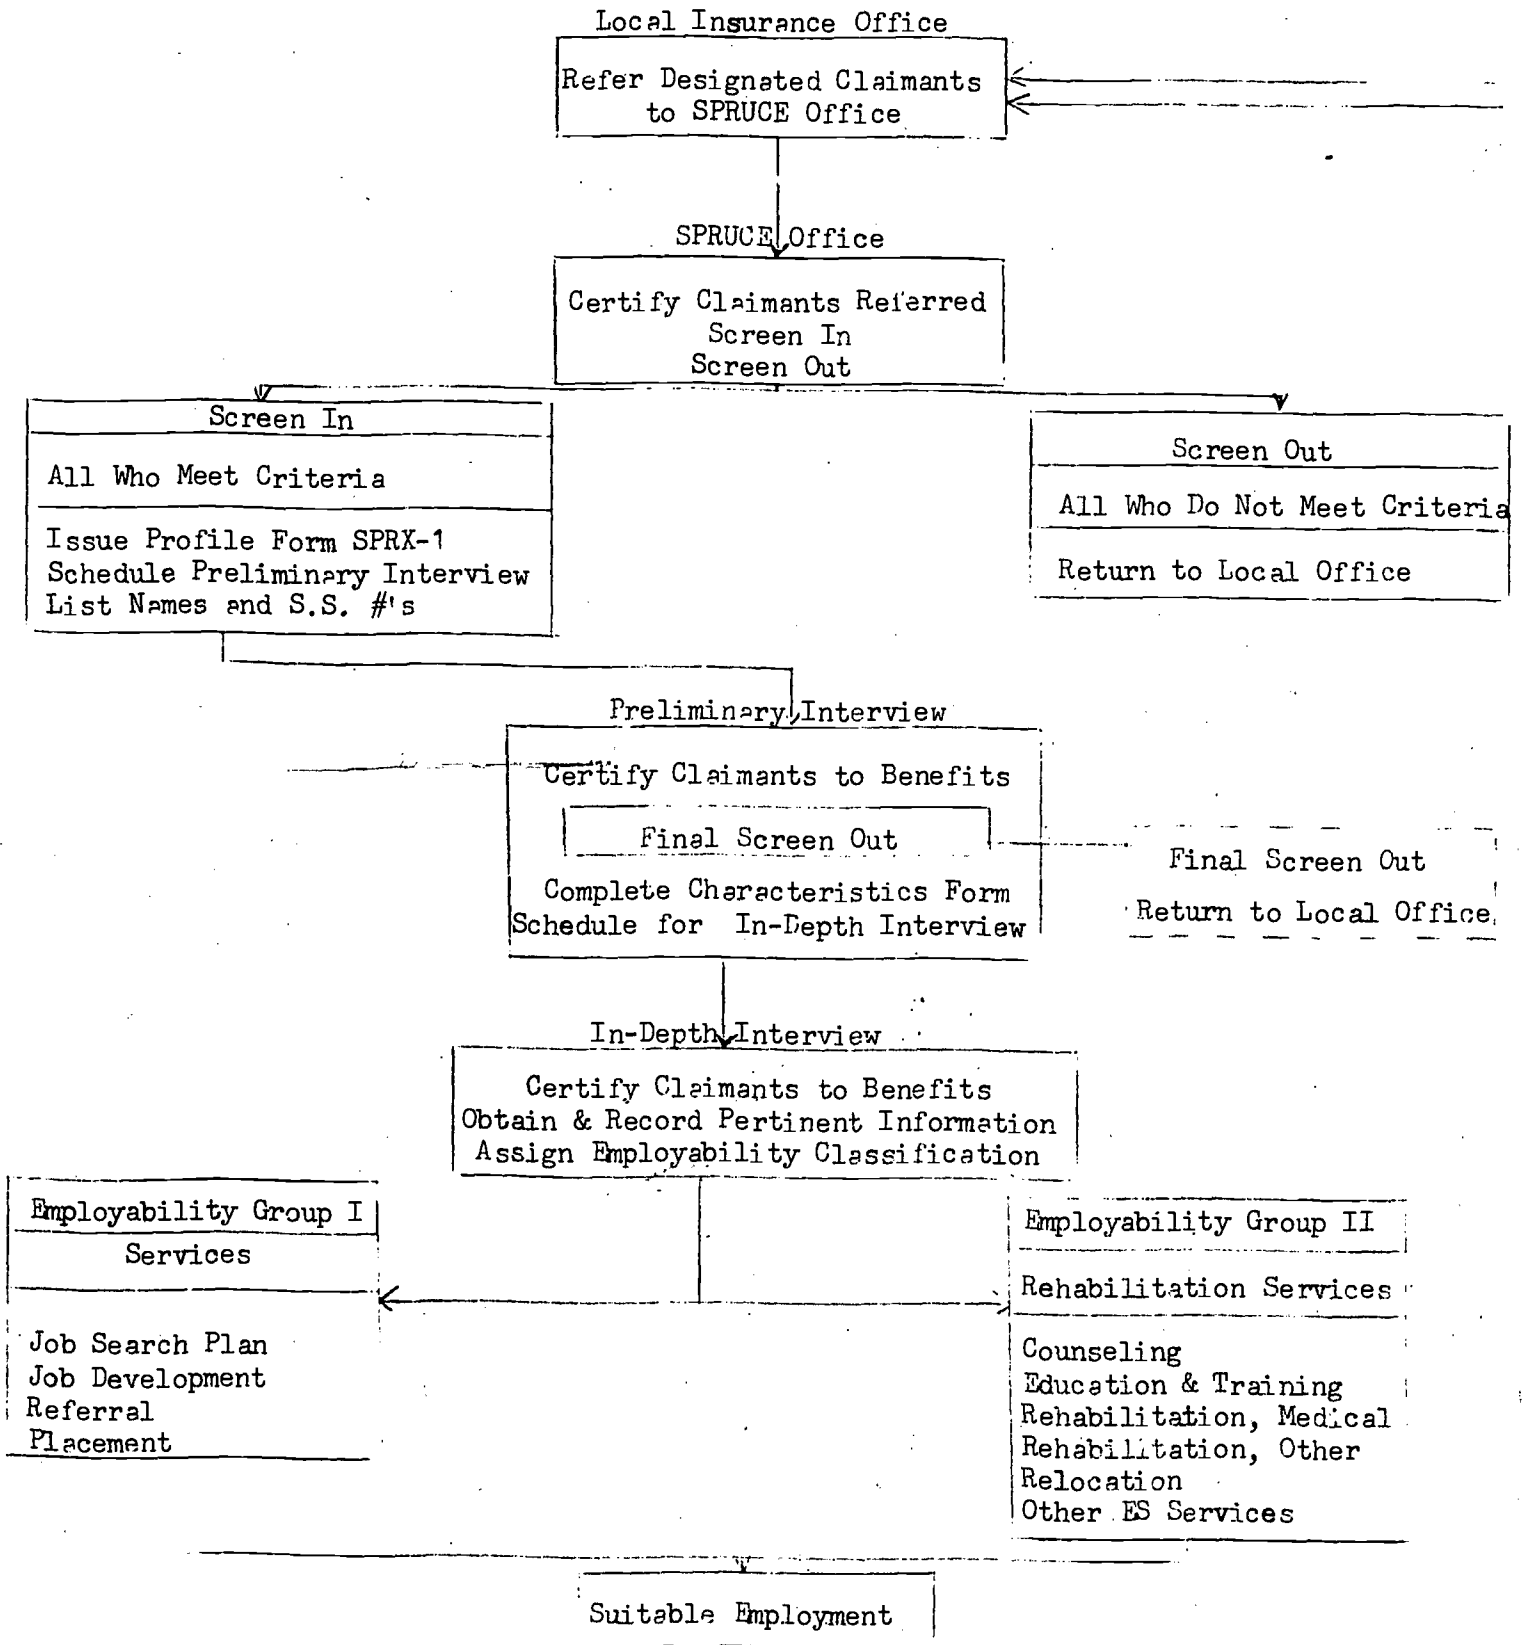 Local Insurance Office
Refer Designated Claimants
to SPRUCE Office
SPRUCE Office
Certify Claimants Referred
Screen In
Screen Out
Screen In
All Who Meet Criteria
Issue Profile Form SPRX-1
Schedule Preliminary Interview
List Names and S.S. #'s
Screen Out
All Who Do Not Meet Criteria
Return to Local Office
Preliminary Interview
Certify Claimants to Benefits
Final Screen Out
Complete Characteristics Form
Schedule for In-Depth Interview
Final Screen Out
Return to Local Office
In-Depth Interview
Certify Claimants to Benefits
Obtain & Record Pertinent Information
Assign Employability Classification
Employability Group I
Services
Job Search Plan
Job Development
Referral
Placement
Employability Group II
Rehabilitation Services
Counseling
Education & Training
Rehabilitation, Medical
Rehabilitation, Other
Relocation
Other ES Services
Suitable Employment